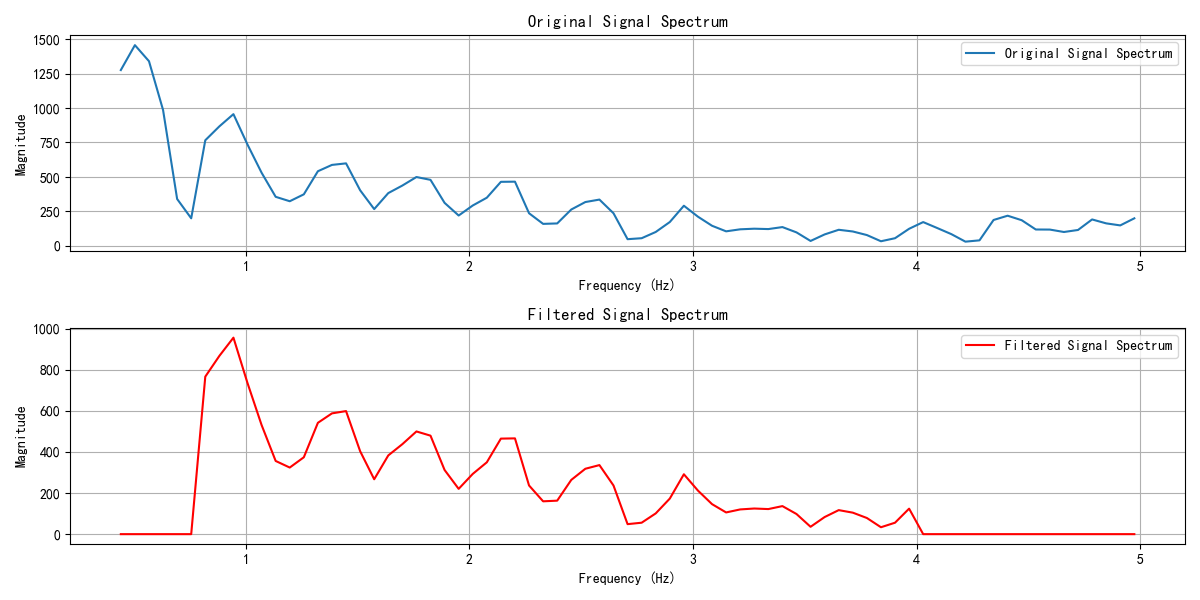 Original Signal Spectrum
1500
1250
1000
750
500
250
0
Magnitude
Original Signal Spectrum
1 2 3 4 5
Frequency (Hz)
Filtered Signal Spectrum
1000
800
600
400
200
0
Magnitude
Filtered Signal Spectrum
1 2 3 4 5
Frequency (Hz)